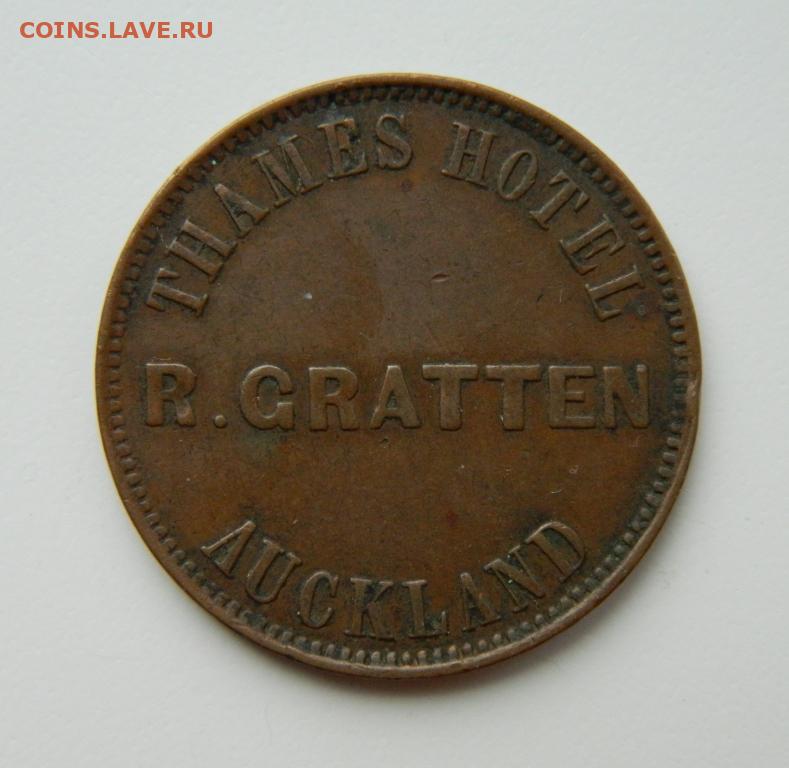 COINS.LAVE.RU
THAMES HOTEL
R. GRATTEN
AUCKLAND